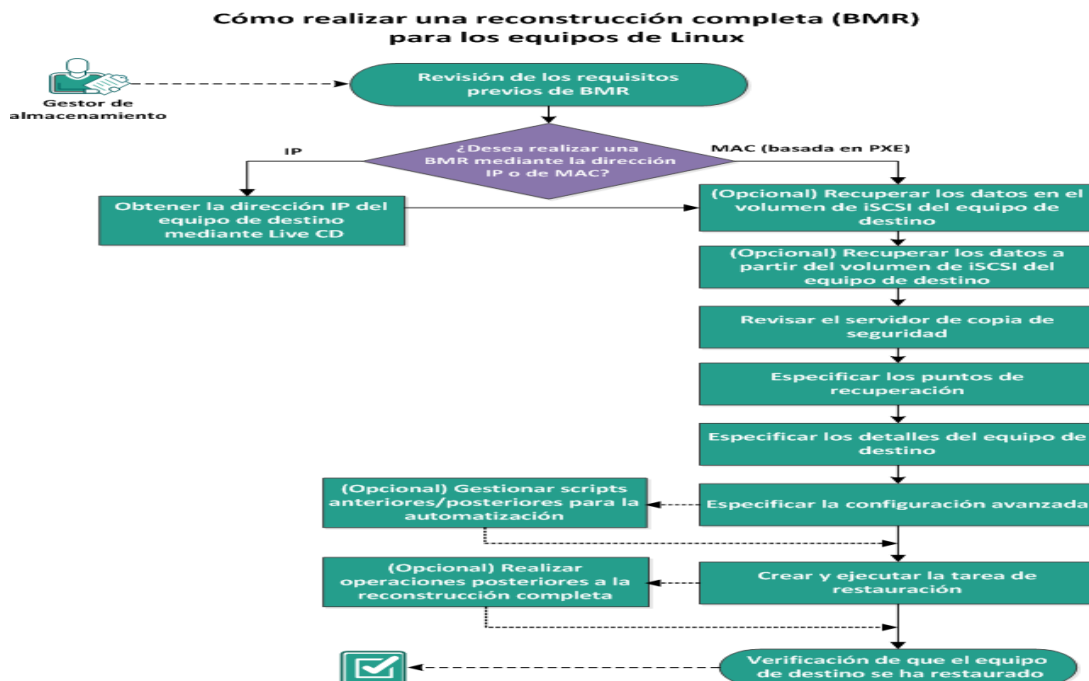 Cómo realizar una reconstrucción completa (BMR)
para los equipos de Linux
Gestor de
almacenamiento
Revisión de los requisitos
previos de BMR
¿Desea realizar una
BMR mediante la dirección
IP o de MAC?
IP
MAC (basada en PXE)
Obtener la dirección IP del
equipo de destino
mediante Live CD
(Opcional) Recuperar los datos en el
volumen de iSCSI del equipo de
destino
(Opcional) Recuperar los datos a
partir del volumen de iSCSI del
equipo de destino
Revisar el servidor de copia de
seguridad
Especificar los puntos de
recuperación
Especificar los detalles del equipo de
destino
(Opcional) Gestionar scripts
anteriores/posteriores para la
automatización
Especificar la configuración avanzada
(Opcional) Realizar
operaciones posteriores a la
reconstrucción completa
Crear y ejecutar la tarea de
restauración
Verificación de que el equipo
de destino se ha restaurado